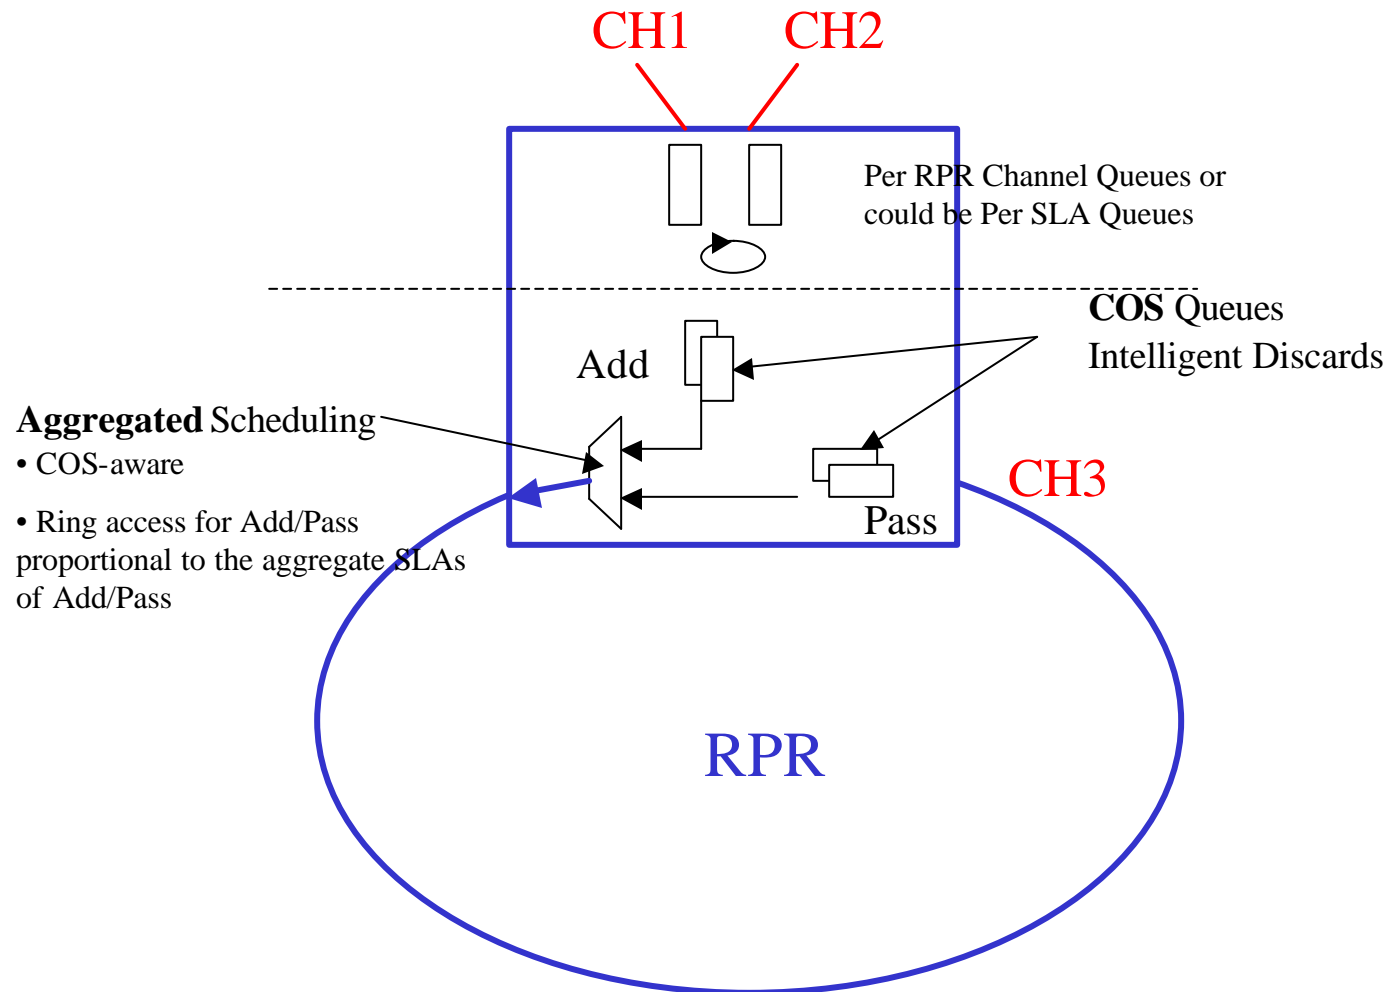 CH1 CH2
Per RPR Channel Queues or
could be Per SLA Queues
COS Queues
Intelligent Discards
Add
Aggregated Scheduling
• COS-aware
• Ring access for Add/Pass
proportional to the aggregate SLAs
of Add/Pass
CH3
Pass
RPR